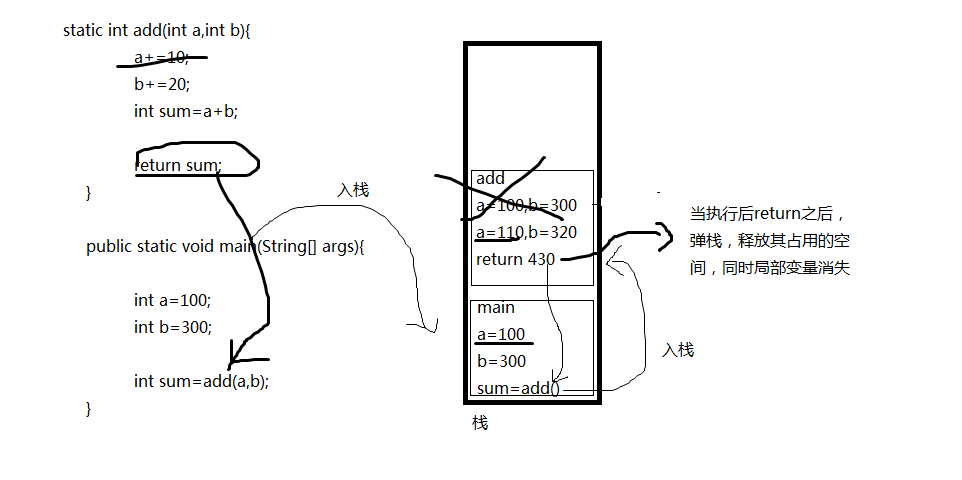 static int add(int a,int b){
a+=10;
b+=20;
int sum=a+b;
return sum;
}
public static void main(String[] args){
int a=100;
int b=300;
int sum=add(a,b);
}
入栈
add
a=100,b=300
a=110,b=320
return 430
main
a=100
b=300
sum=add()
栈
入栈
当执行后return之后，
弹栈，释放其占用的空
间，同时局部变量消失